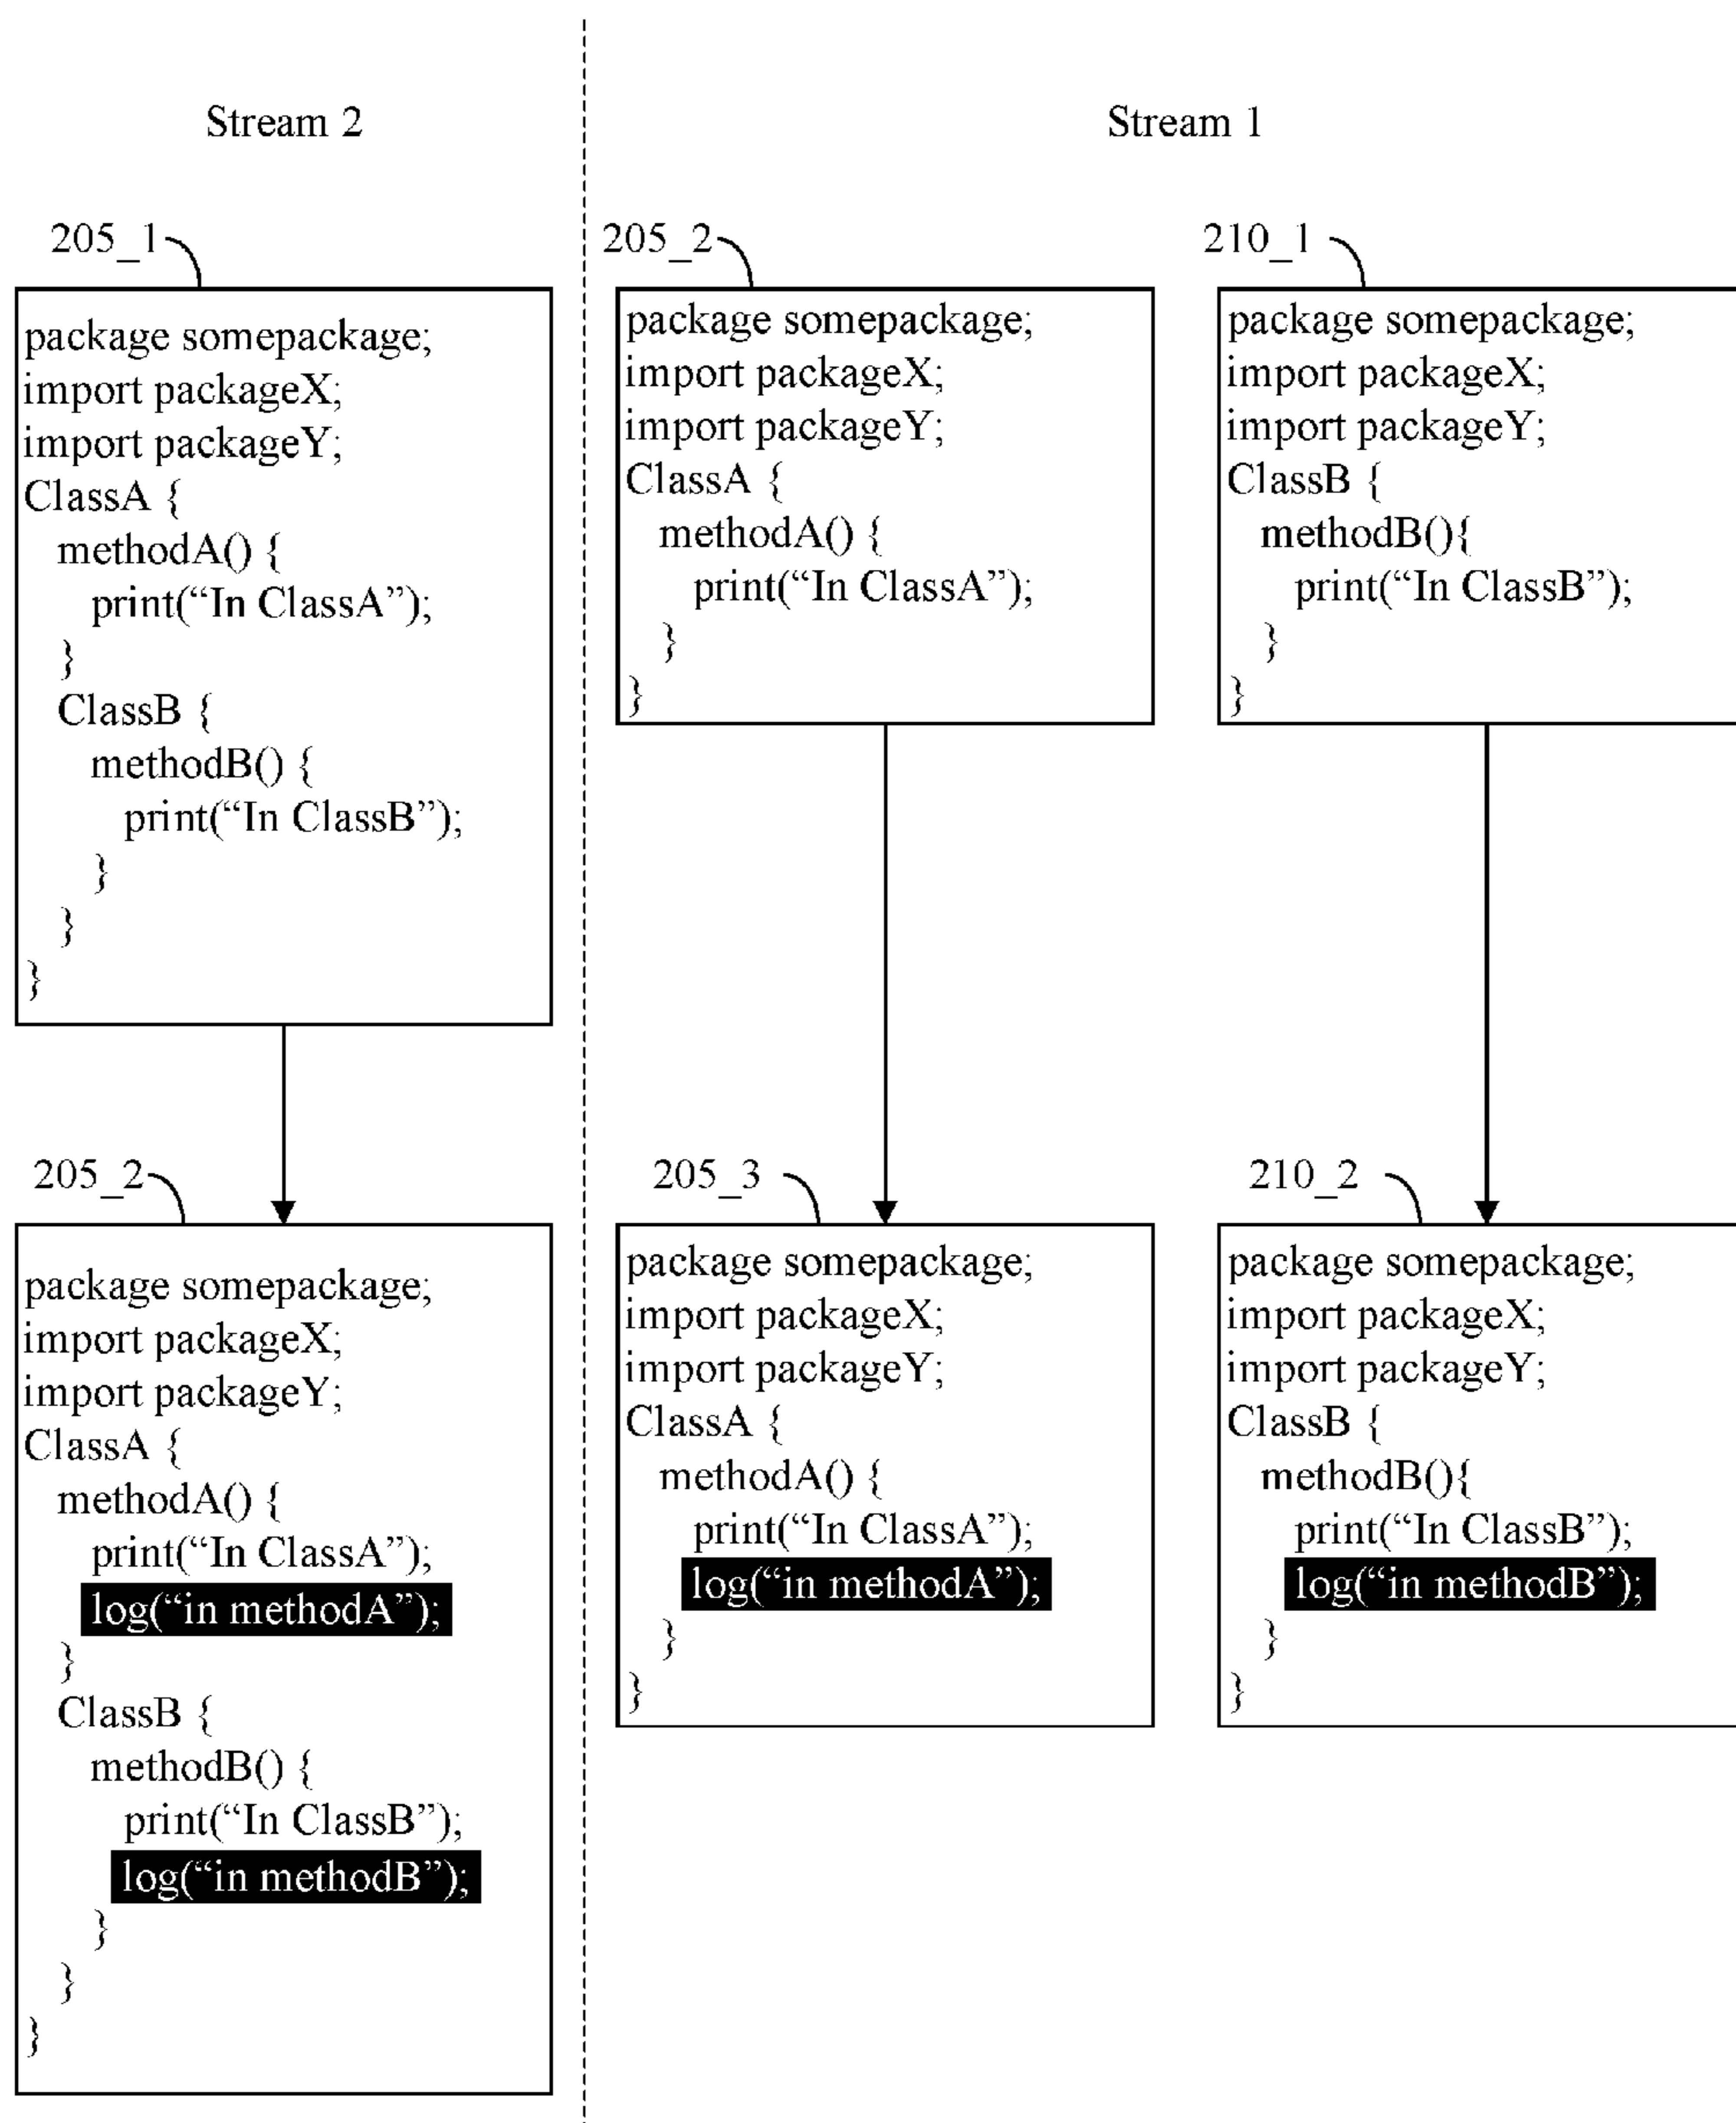 Stream 2
Stream 1
205_1
package somepackage;
import packageX;
import packageY;
ClassA {
methodA() {
print(“In ClassA”);
}
ClassB {
methodB() {
print(“In ClassB”);
}
}
}
205_2
package somepackage;
import packageX;
import packageY;
ClassA {
methodA() {
print(“In ClassA”);
log(“in methodA”);
}
ClassB {
methodB() {
print(“In ClassB”);
log(“in methodB”);
}
}
}
205_2
package somepackage;
import packageX;
import packageY;
ClassA {
methodA() {
print(“In ClassA”);
}
}
205_3
package somepackage;
import packageX;
import packageY;
ClassA {
methodA() {
print(“In ClassA”);
log(“in methodA”);
}
}
210_1
package somepackage;
import packageX;
import packageY;
ClassB {
methodB(){
print(“In ClassB”);
}
}
210_2
package somepackage;
import packageX;
import packageY;
ClassB {
methodB(){
print(“In ClassB”);
log(“in methodB”);
}
}